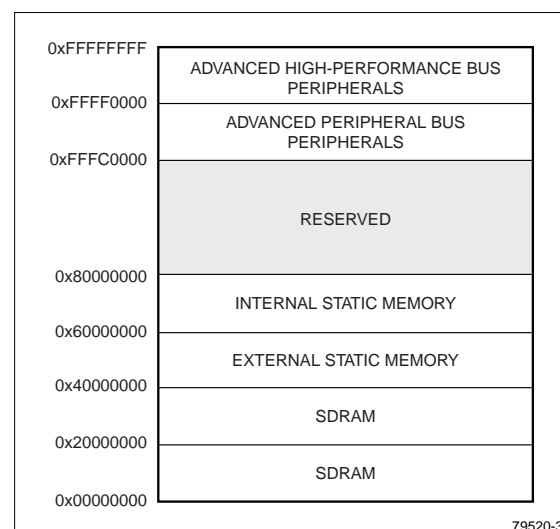 0xFFFFFFFF
ADVANCED HIGH-PERFORMANCE BUS
PERIPHERALS
0xFFFF0000
ADVANCED PERIPHERAL BUS
PERIPHERALS
0xFFFC0000
RESERVED
0x80000000
INTERNAL STATIC MEMORY
0x60000000
EXTERNAL STATIC MEMORY
0x40000000
SDRAM
0x20000000
SDRAM
0x00000000